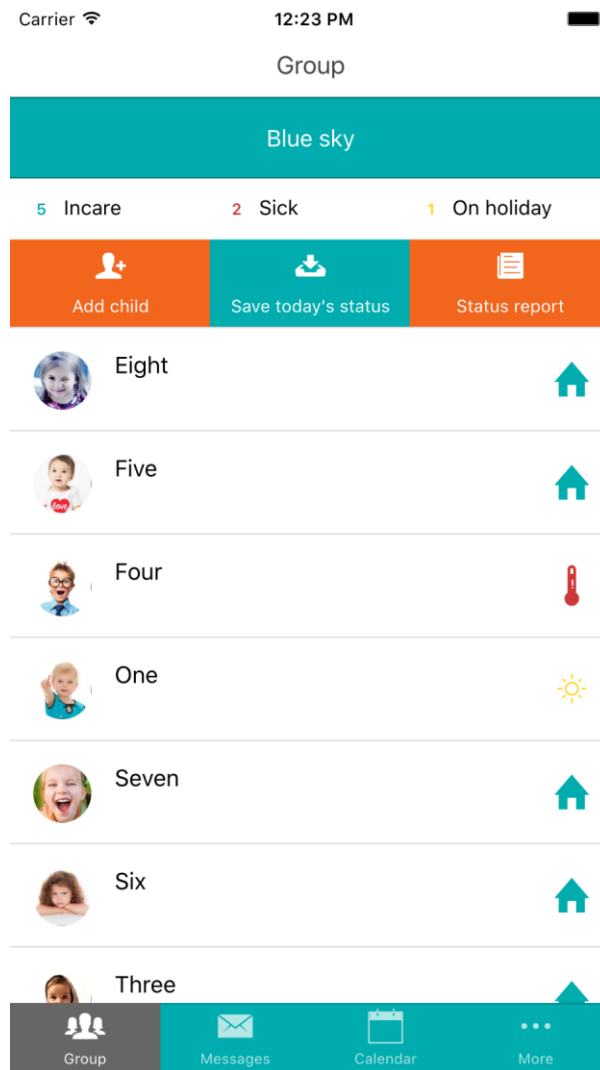 Carrier 12:23 PM
Group
Blue sky
5 Incare 2 Sick 1 On holiday
Add child Save today's status Status report
Eight
Five
love
Four
One
Seven
Six
Three
Group Messages Calendar More